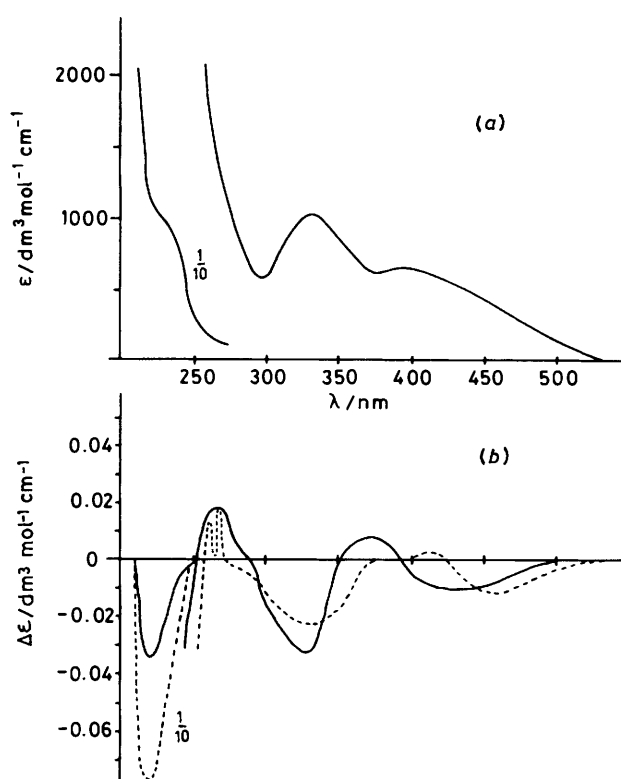 (a)
ε/dm³ mol⁻¹ cm⁻¹
2000
1000
1/10
250 300 350 400 450 500
λ/nm
(b)
Δε/dm³ mol⁻¹ cm⁻¹
0.04
0.02
0
-0.02
-0.04
-0.06
1/10